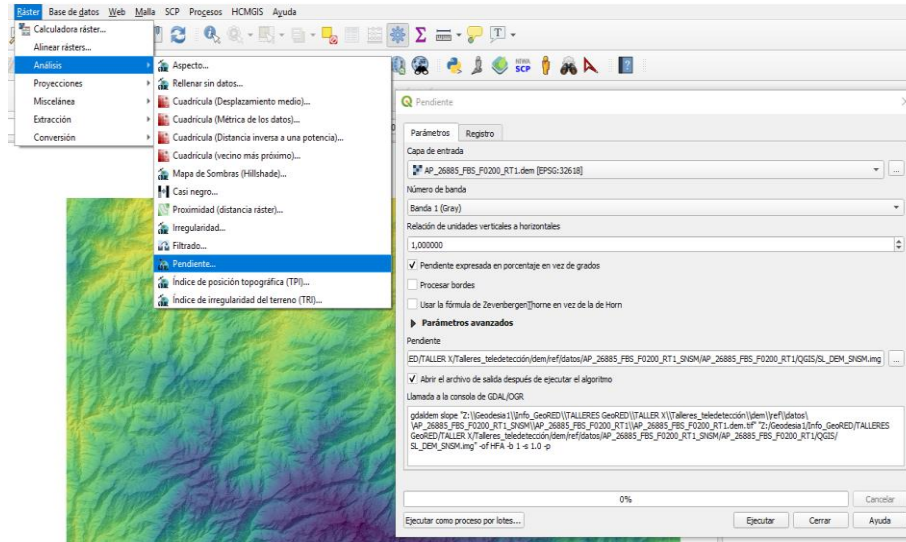 Ráster Base de datos Web Malla SCP Procesos HCMGIS Ayuda
Calculadora ráster...
Alinear rásters...
Análisis
Proyecciones
Miscelánea
Extracción
Conversión
Aspecto...
Rellenar sin datos...
Cuadrícula (Desplazamiento medio)...
Cuadrícula (Métrica de los datos)...
Cuadrícula (Distancia inversa a una potencia)...
Cuadrícula (vecino más próximo)...
Mapa de Sombras (Hillshade)...
Casi negro...
Proximidad (distancia ráster)...
Irregularidad...
Filtrado...
Pendiente...
Índice de posición topográfica (TPI)...
Índice de irregularidad del terreno (TRI)...
SCP
Pendiente
Parámetros Registro
Capa de entrada
AP_26885_FBS_F0200_RT1.dem [EPSG:32618]
Número de banda
Banda 1 (Gray)
Relación de unidades verticales a horizontales
1,000000
Pendiente expresada en porcentaje en vez de grados
Procesar bordes
Usar la fórmula de ZevenbergenThorne en vez de la de Horn
Parámetros avanzados
Pendiente
ED/TALLER X/Talleres_teledetección/dem/ref/datos/AP_26885_FBS_F0200_RT1_SNSM/AP_26885_FBS_F0200_RT1/QGIS/SL_DEM_SNSM.img
Abrir el archivo de salida después de ejecutar el algoritmo
Llamada a la consola de GDAL/OGR
gdaldem slope "Z:\\Geodesia1\\Info_GeoRED\\TALLERES GeoRED\\TALLER X\\Talleres_teledetección\\dem\\ref\\datos\
\AP_26885_FBS_F0200_RT1_SNSM\\AP_26885_FBS_F0200_RT1\\AP_26885_FBS_F0200_RT1.dem.tif" "Z:/Geodesia1/Info_GeoRED/TALLERES
GeoRED/TALLER X/Talleres_teledetección/dem/ref/datos/AP_26885_FBS_F0200_RT1_SNSM/AP_26885_FBS_F0200_RT1/QGIS/
SL_DEM_SNSM.img" -of HFA -b 1 -s 1.0 -p
0%
Cancelar
Ejecutar como proceso por lotes...
Ejecutar
Cerrar
Ayuda